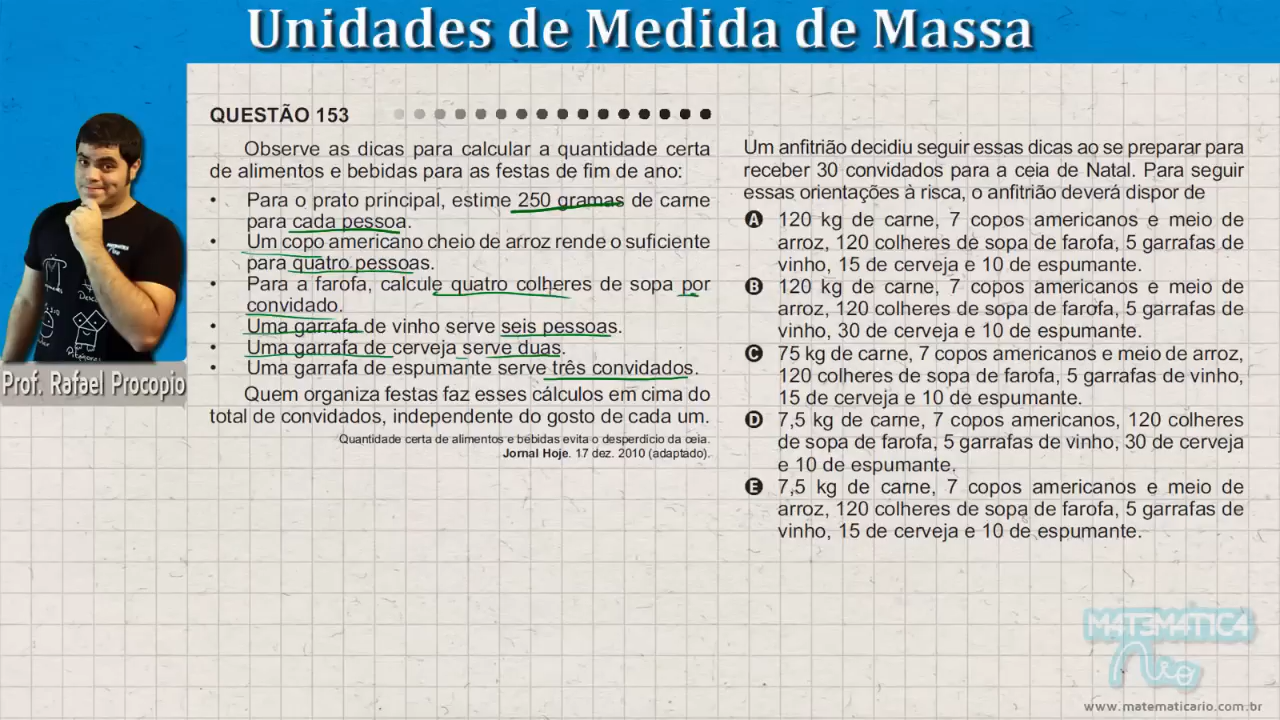 Unidades de Medida de Massa
QUESTÃO 153
Observe as dicas para calcular a quantidade certa
de alimentos e bebidas para as festas de fim de ano:
• Para o prato principal, estime 250 gramas de carne
para cada pessoa.
• Um copo americano cheio de arroz rende o suficiente
para quatro pessoas.
• Para a farofa, calcule quatro colheres de sopa por
convidado.
• Uma garrafa de vinho serve seis pessoas.
• Uma garrafa de cerveja serve duas.
• Uma garrafa de espumante serve três convidados.
Quem organiza festas faz esses cálculos em cima do
total de convidados, independente do gosto de cada um.
Quantidade certa de alimentos e bebidas evita o desperdício da ceia.
Jornal Hoje. 17 dez. 2010 (adaptado).
Um anfitrião decidiu seguir essas dicas ao se preparar para
receber 30 convidados para a ceia de Natal. Para seguir
essas orientações à risca, o anfitrião deverá dispor de
A 120 kg de carne, 7 copos americanos e meio de
arroz, 120 colheres de sopa de farofa, 5 garrafas de
vinho, 15 de cerveja e 10 de espumante.
B 120 kg de carne, 7 copos americanos e meio de
arroz, 120 colheres de sopa de farofa, 5 garrafas de
vinho, 30 de cerveja e 10 de espumante.
C 75 kg de carne, 7 copos americanos e meio de arroz,
120 colheres de sopa de farofa, 5 garrafas de vinho,
15 de cerveja e 10 de espumante.
D 7,5 kg de carne, 7 copos americanos, 120 colheres
de sopa de farofa, 5 garrafas de vinho, 30 de cerveja
e 10 de espumante.
E 7,5 kg de carne, 7 copos americanos e meio de
arroz, 120 colheres de sopa de farofa, 5 garrafas de
vinho, 15 de cerveja e 10 de espumante.
Prof. Rafael Procopio
MATEMÁTICA
Rio
www.matematicario.com.br